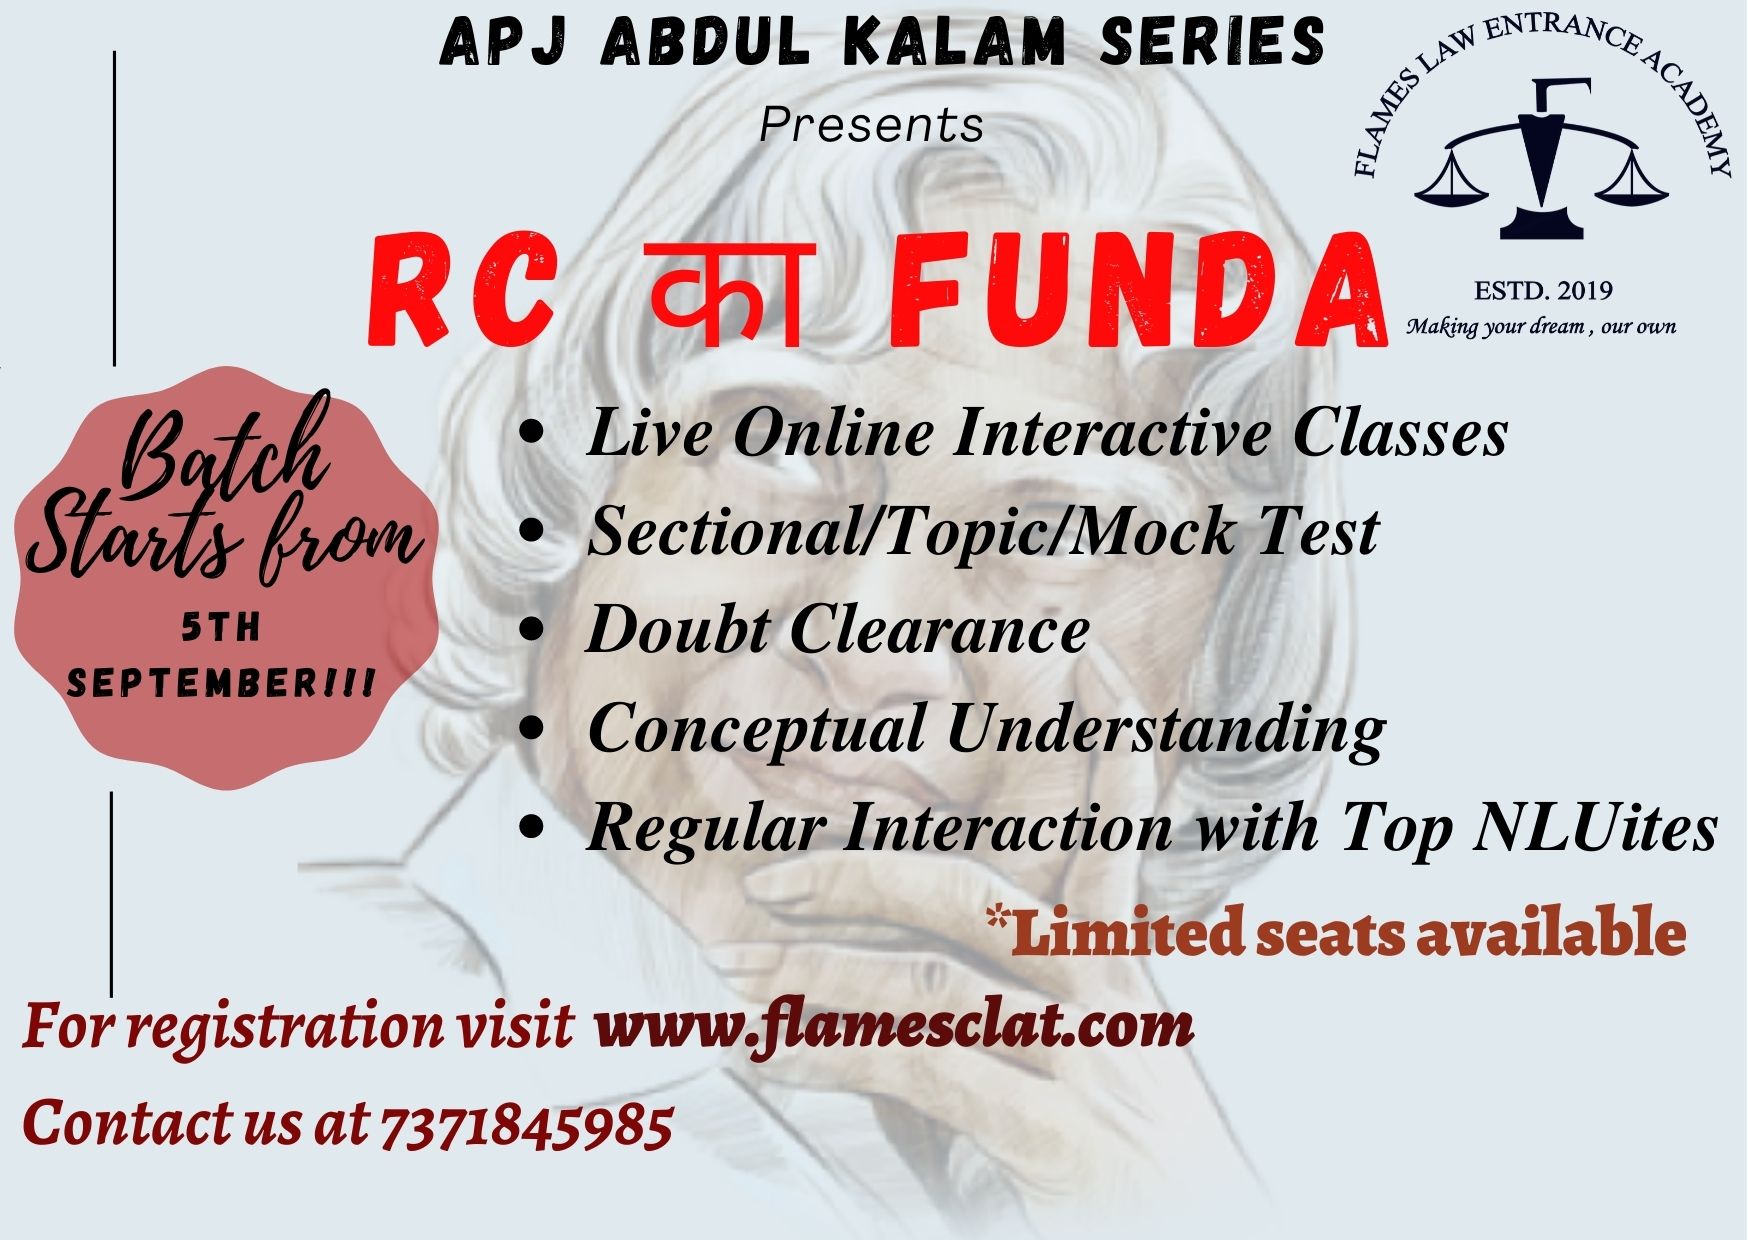 APJ ABDUL KALAM SERIES
Presents
FLAMES LAW ENTRANCE ACADEMY
ESTD. 2019
Making your dream , our own
RC का FUNDA
Batch
Starts from
5TH
SEPTEMBER!!!
• Live Online Interactive Classes
• Sectional/Topic/Mock Test
• Doubt Clearance
• Conceptual Understanding
• Regular Interaction with Top NLUites
*Limited seats available
For registration visit www.flamesclat.com
Contact us at 7371845985